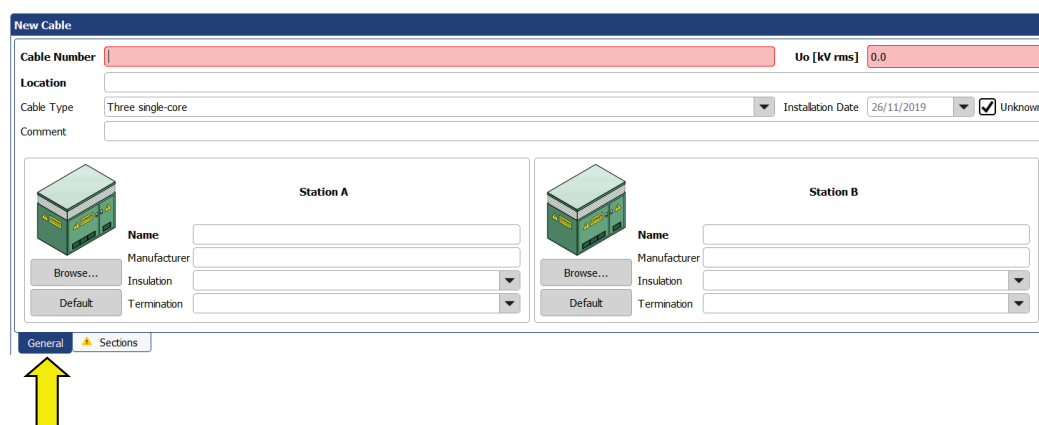 New Cable
Cable Number Uo [kV rms] 0.0
Location
Cable Type Three single-core Installation Date 26/11/2019 Unknown
Comment
Station A Station B
Name Name
Manufacturer Manufacturer
Browse... Insulation Browse... Insulation
Default Termination Default Termination
General Sections